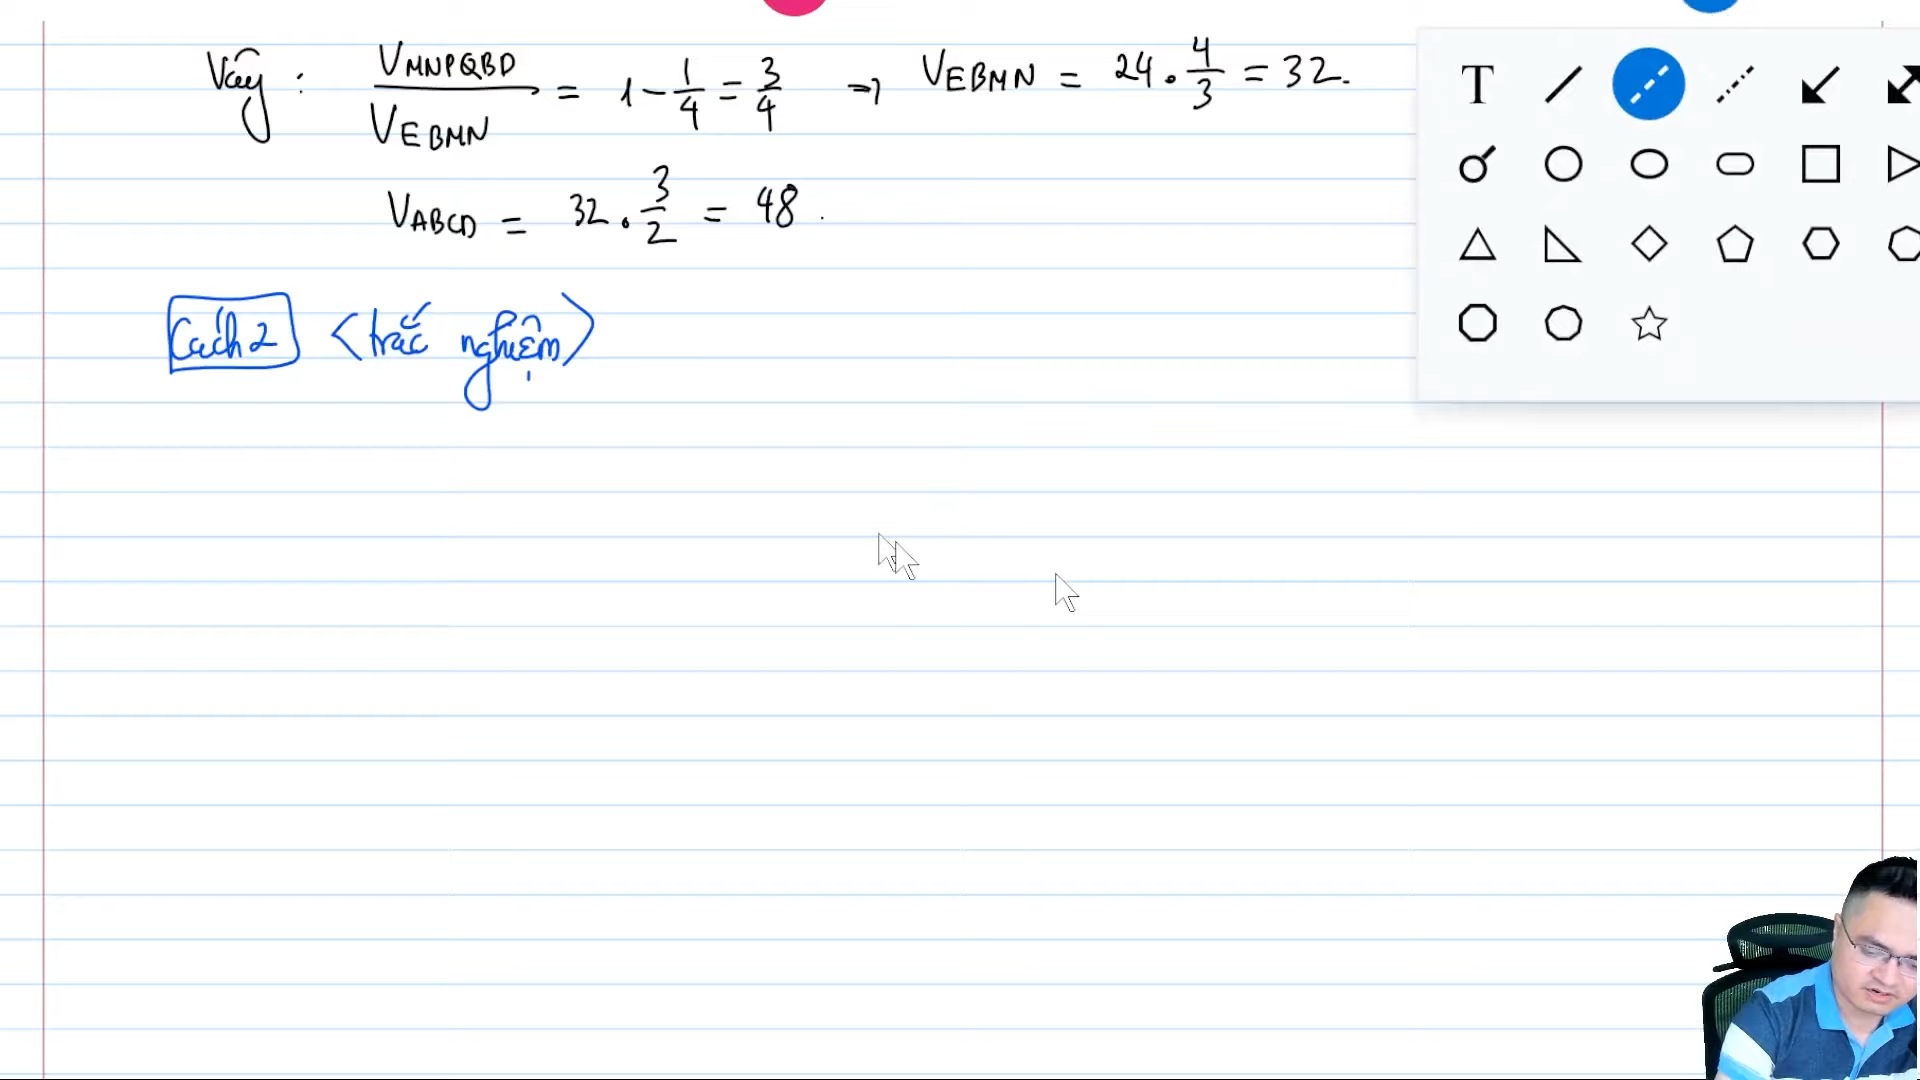 Vậy : V_MNPQBD / V_EBMN = 1 - 1/4 = 3/4 => V_EBMN = 24 . 4/3 = 32.
V_ABCD = 32 . 3/2 = 48 .
Cách 2 <trắc nghiệm>
T